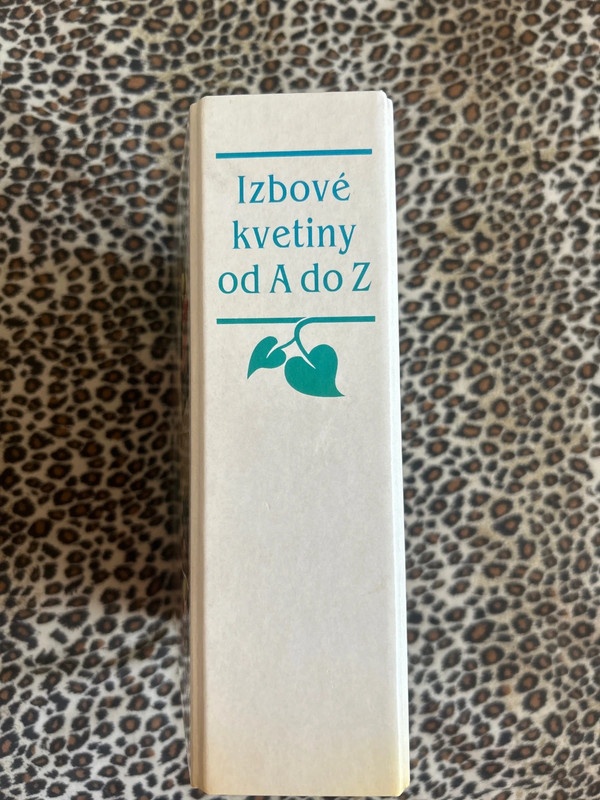 Izbové
kvetiny
od A do Z